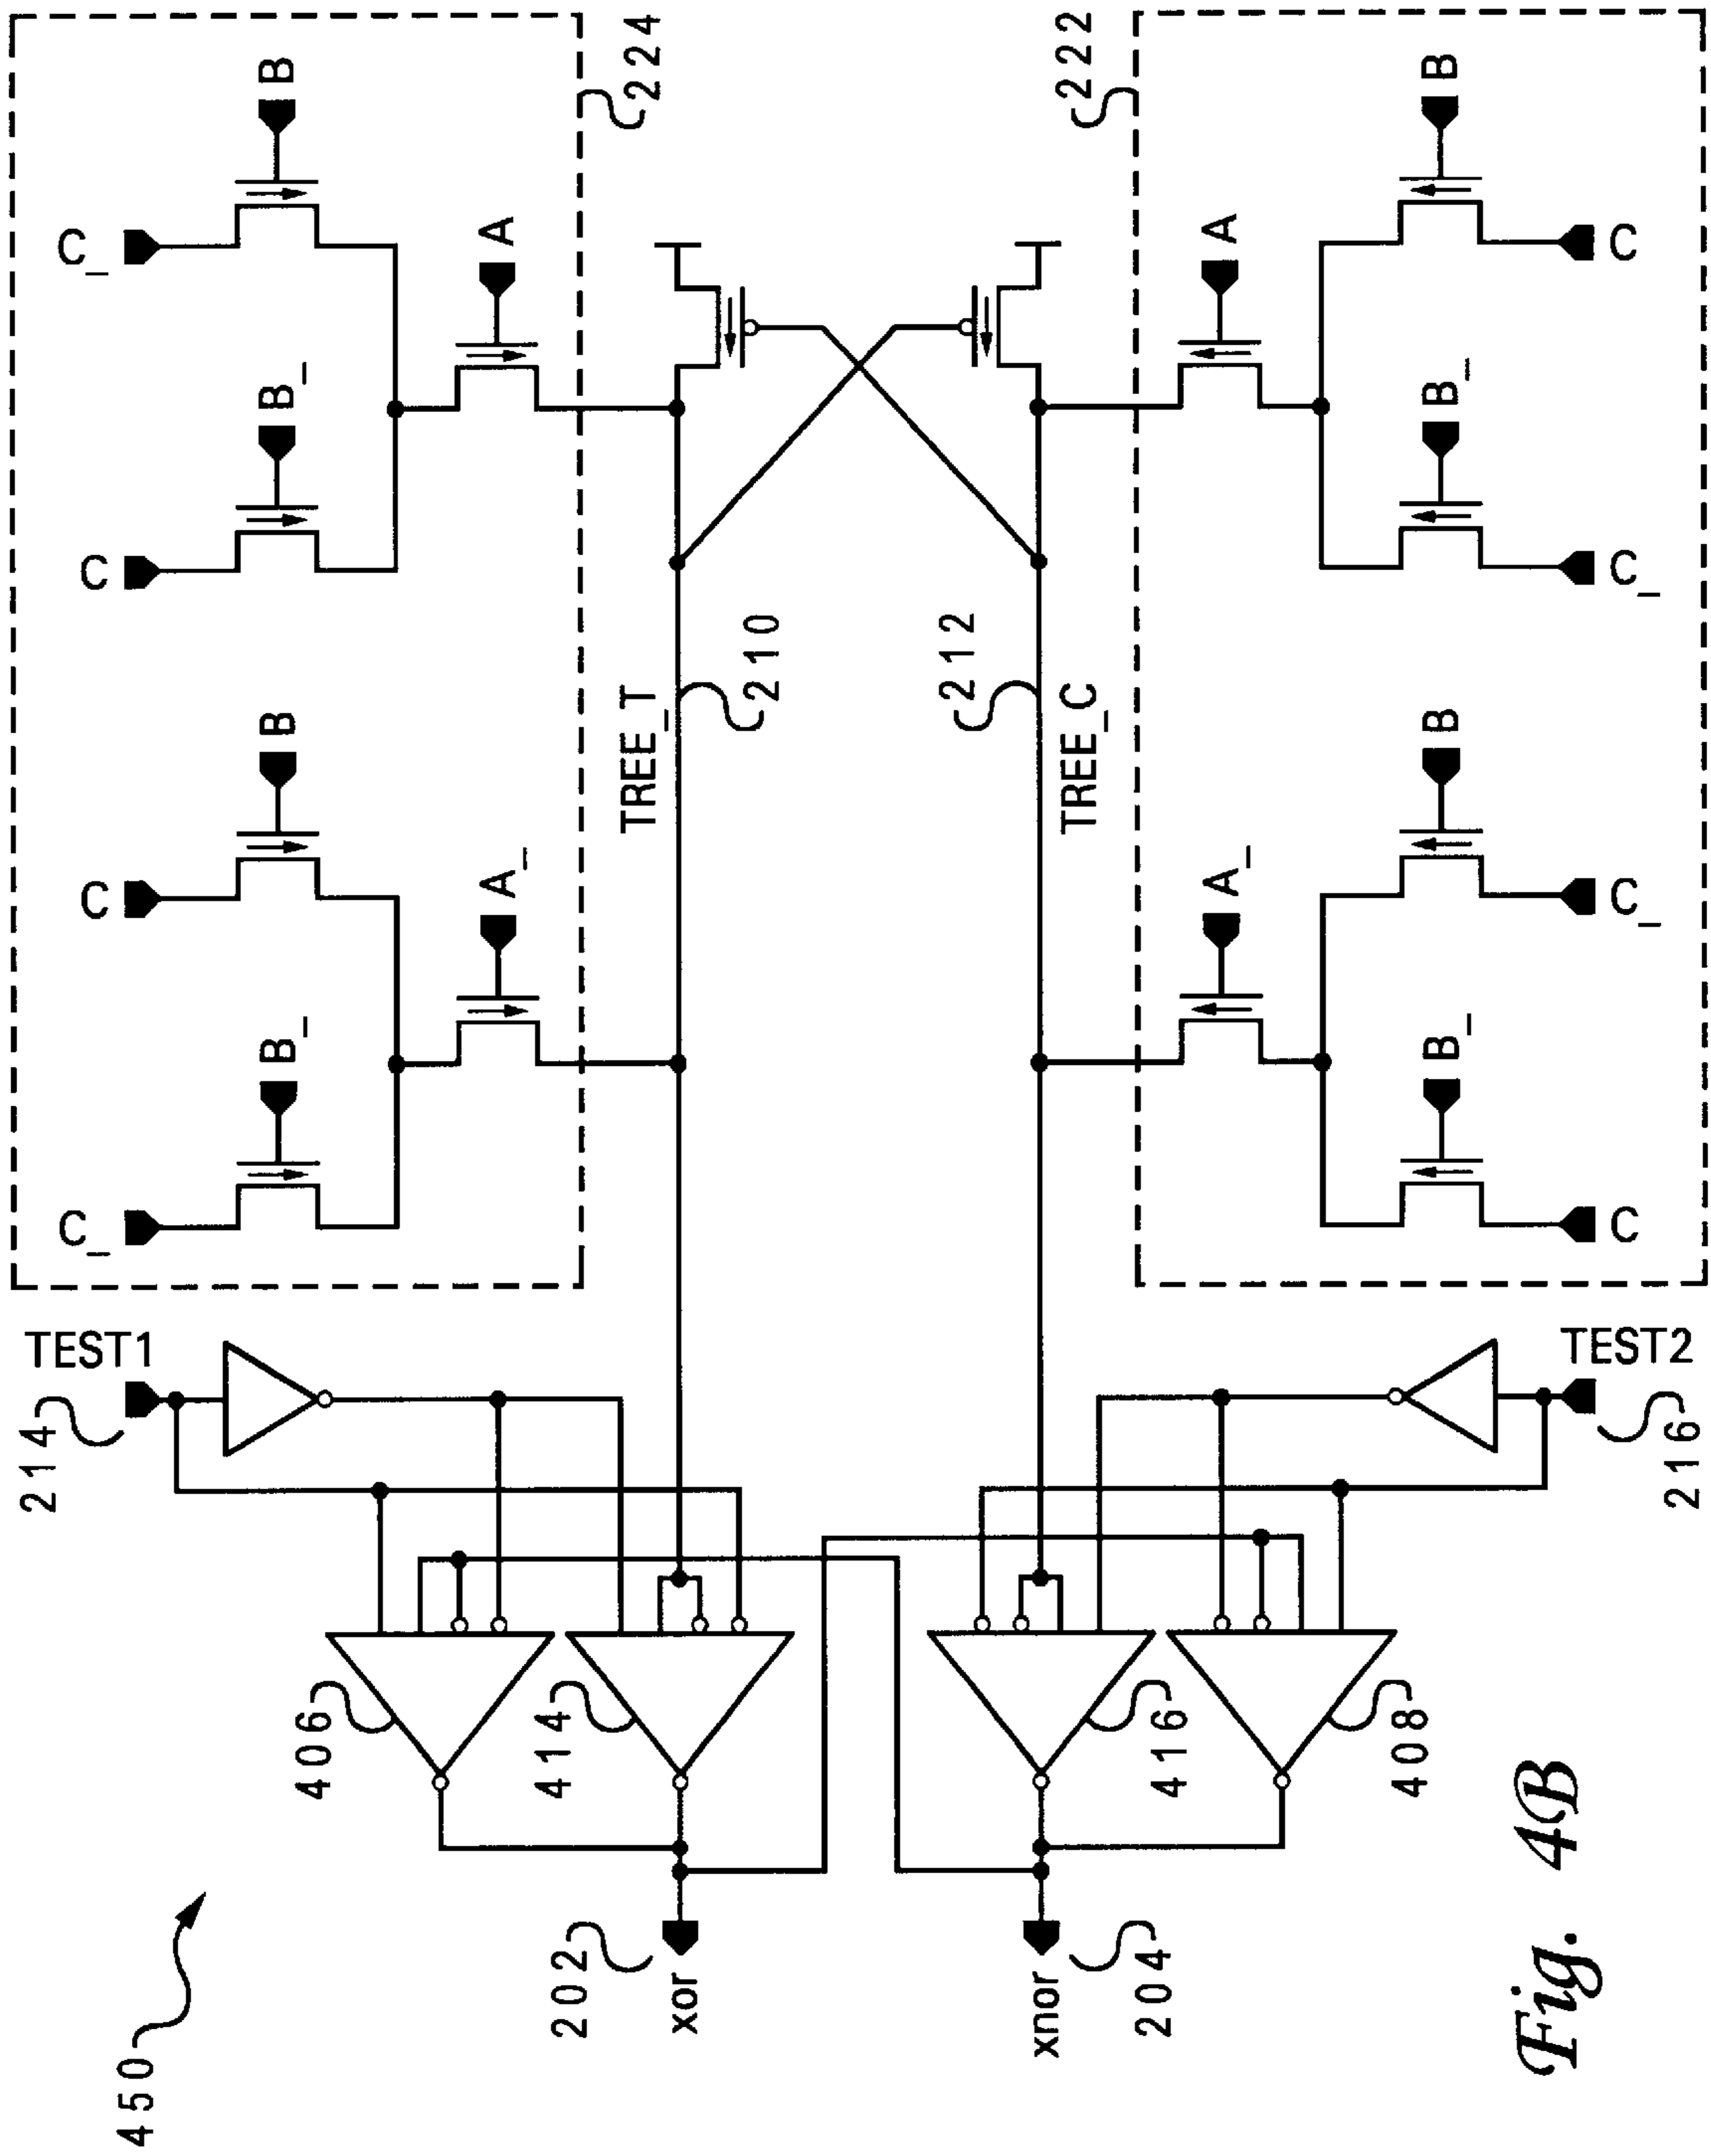 C_
B
B_
C
A
224
C
B
B_
C_
A_
TREE_T
210
212
TREE_C
222
A
B
B_
C
C_
A_
B
B_
C_
C
TEST1
214
TEST2
216
406
414
416
408
202
xor
xnor
204
450
Fig. 4B